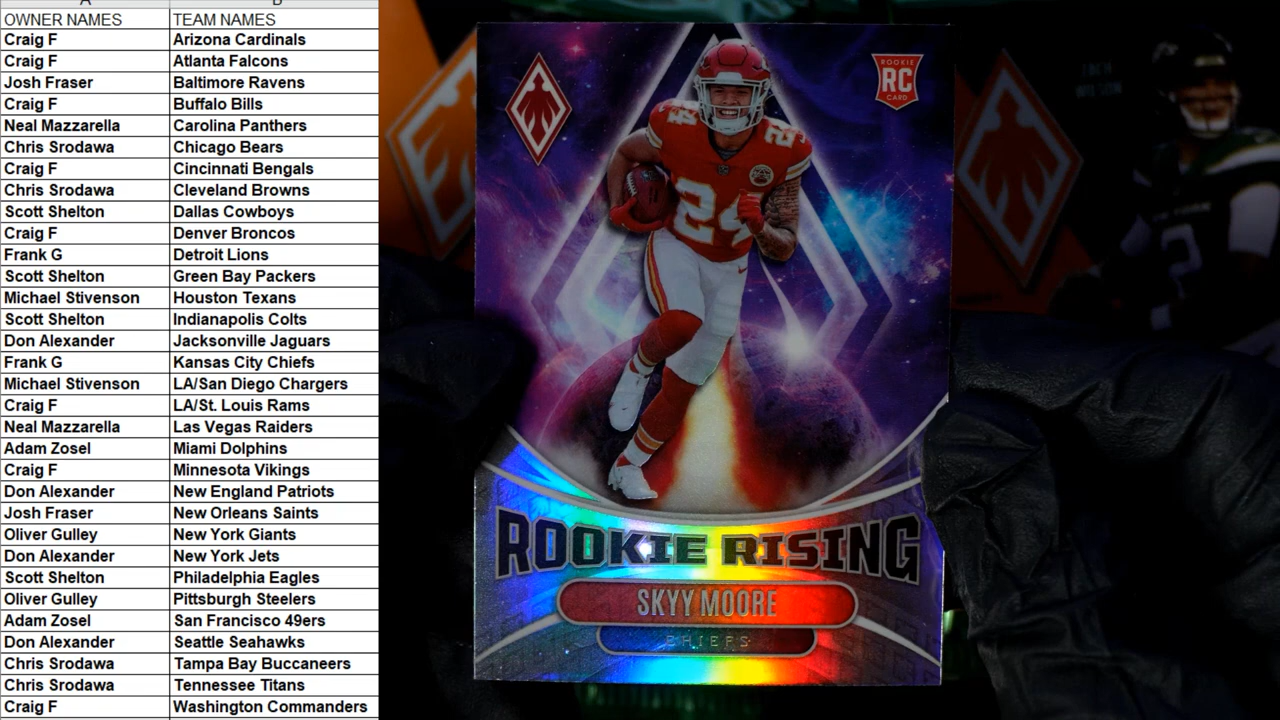 A B
OWNER NAMES TEAM NAMES
Craig F Arizona Cardinals
Craig F Atlanta Falcons
Josh Fraser Baltimore Ravens
Craig F Buffalo Bills
Neal Mazzarella Carolina Panthers
Chris Srodawa Chicago Bears
Craig F Cincinnati Bengals
Chris Srodawa Cleveland Browns
Scott Shelton Dallas Cowboys
Craig F Denver Broncos
Frank G Detroit Lions
Scott Shelton Green Bay Packers
Michael Stivenson Houston Texans
Scott Shelton Indianapolis Colts
Don Alexander Jacksonville Jaguars
Frank G Kansas City Chiefs
Michael Stivenson LA/San Diego Chargers
Craig F LA/St. Louis Rams
Neal Mazzarella Las Vegas Raiders
Adam Zosel Miami Dolphins
Craig F Minnesota Vikings
Don Alexander New England Patriots
Josh Fraser New Orleans Saints
Oliver Gulley New York Giants
Don Alexander New York Jets
Scott Shelton Philadelphia Eagles
Oliver Gulley Pittsburgh Steelers
Adam Zosel San Francisco 49ers
Don Alexander Seattle Seahawks
Chris Srodawa Tampa Bay Buccaneers
Chris Srodawa Tennessee Titans
Craig F Washington Commanders
ROOKIE
RC
CARD
24
24
24
ROOKIE RISING
SKYY MOORE
CHIEFS
ZACH
WILSON
2